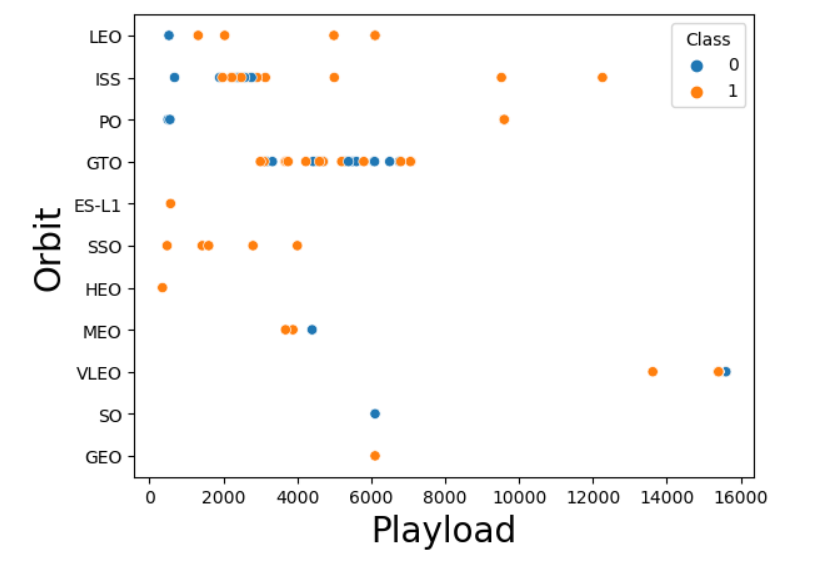 Class
0
1
LEO
ISS
PO
GTO
ES-L1
SSO
HEO
MEO
VLEO
SO
GEO
Orbit
0 2000 4000 6000 8000 10000 12000 14000 16000
Playload